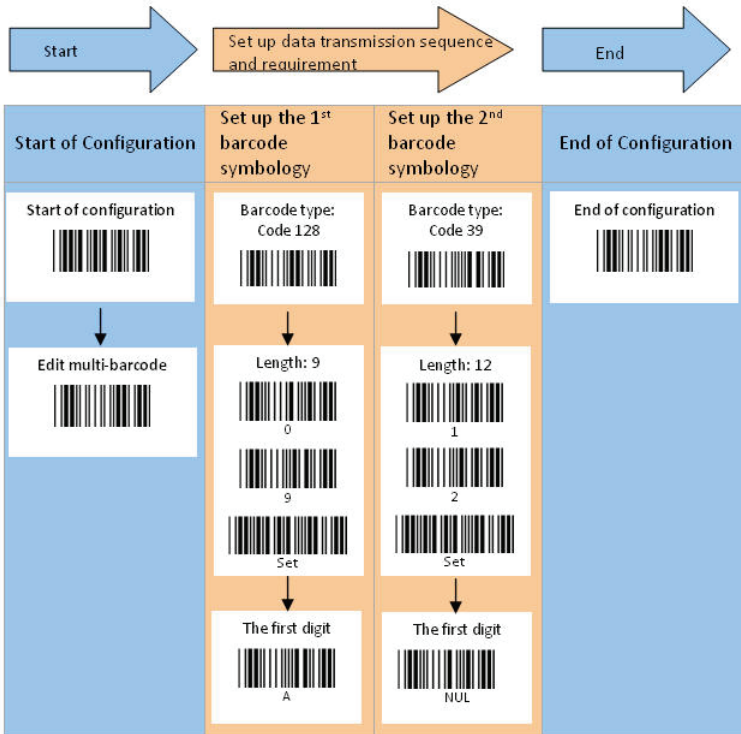 Start
Set up data transmission sequence
and requirement
End
Start of Configuration
Set up the 1st
barcode
symbology
Set up the 2nd
barcode
symbology
End of Configuration
Start of configuration
Edit multi-barcode
Barcode type:
Code 128
Length: 9
0
9
Set
The first digit
A
Barcode type:
Code 39
Length: 12
1
2
Set
The first digit
NUL
End of configuration